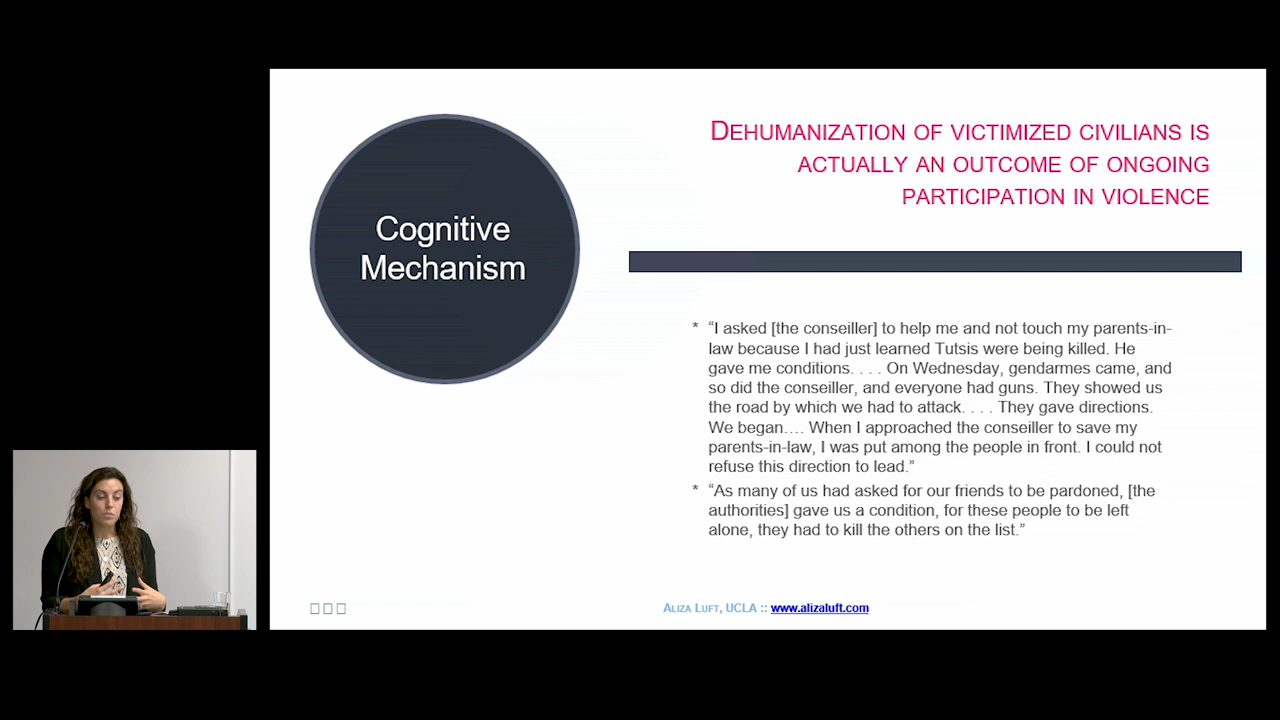 Cognitive
Mechanism
DEHUMANIZATION OF VICTIMIZED CIVILIANS IS
ACTUALLY AN OUTCOME OF ONGOING
PARTICIPATION IN VIOLENCE
* “I asked [the conseiller] to help me and not touch my parents-in-
law because I had just learned Tutsis were being killed. He
gave me conditions. . . . On Wednesday, gendarmes came, and
so did the conseiller, and everyone had guns. They showed us
the road by which we had to attack. . . . They gave directions.
We began…. When I approached the conseiller to save my
parents-in-law, I was put among the people in front. I could not
refuse this direction to lead.”
* “As many of us had asked for our friends to be pardoned, [the
authorities] gave us a condition, for these people to be left
alone, they had to kill the others on the list.”
ALIZA LUFT, UCLA :: www.alizaluft.com